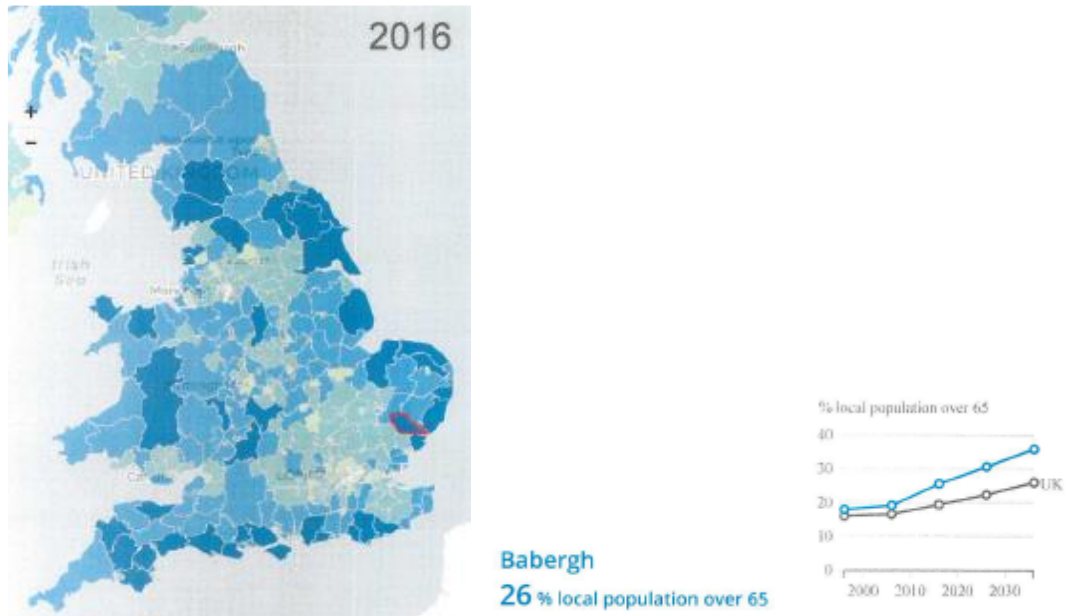 2016
+
−
UNITED KINGDOM
Irish
Sea
% local population over 65
40
30
20
10
0
UK
2000 2010 2020 2030
Babergh
26 % local population over 65